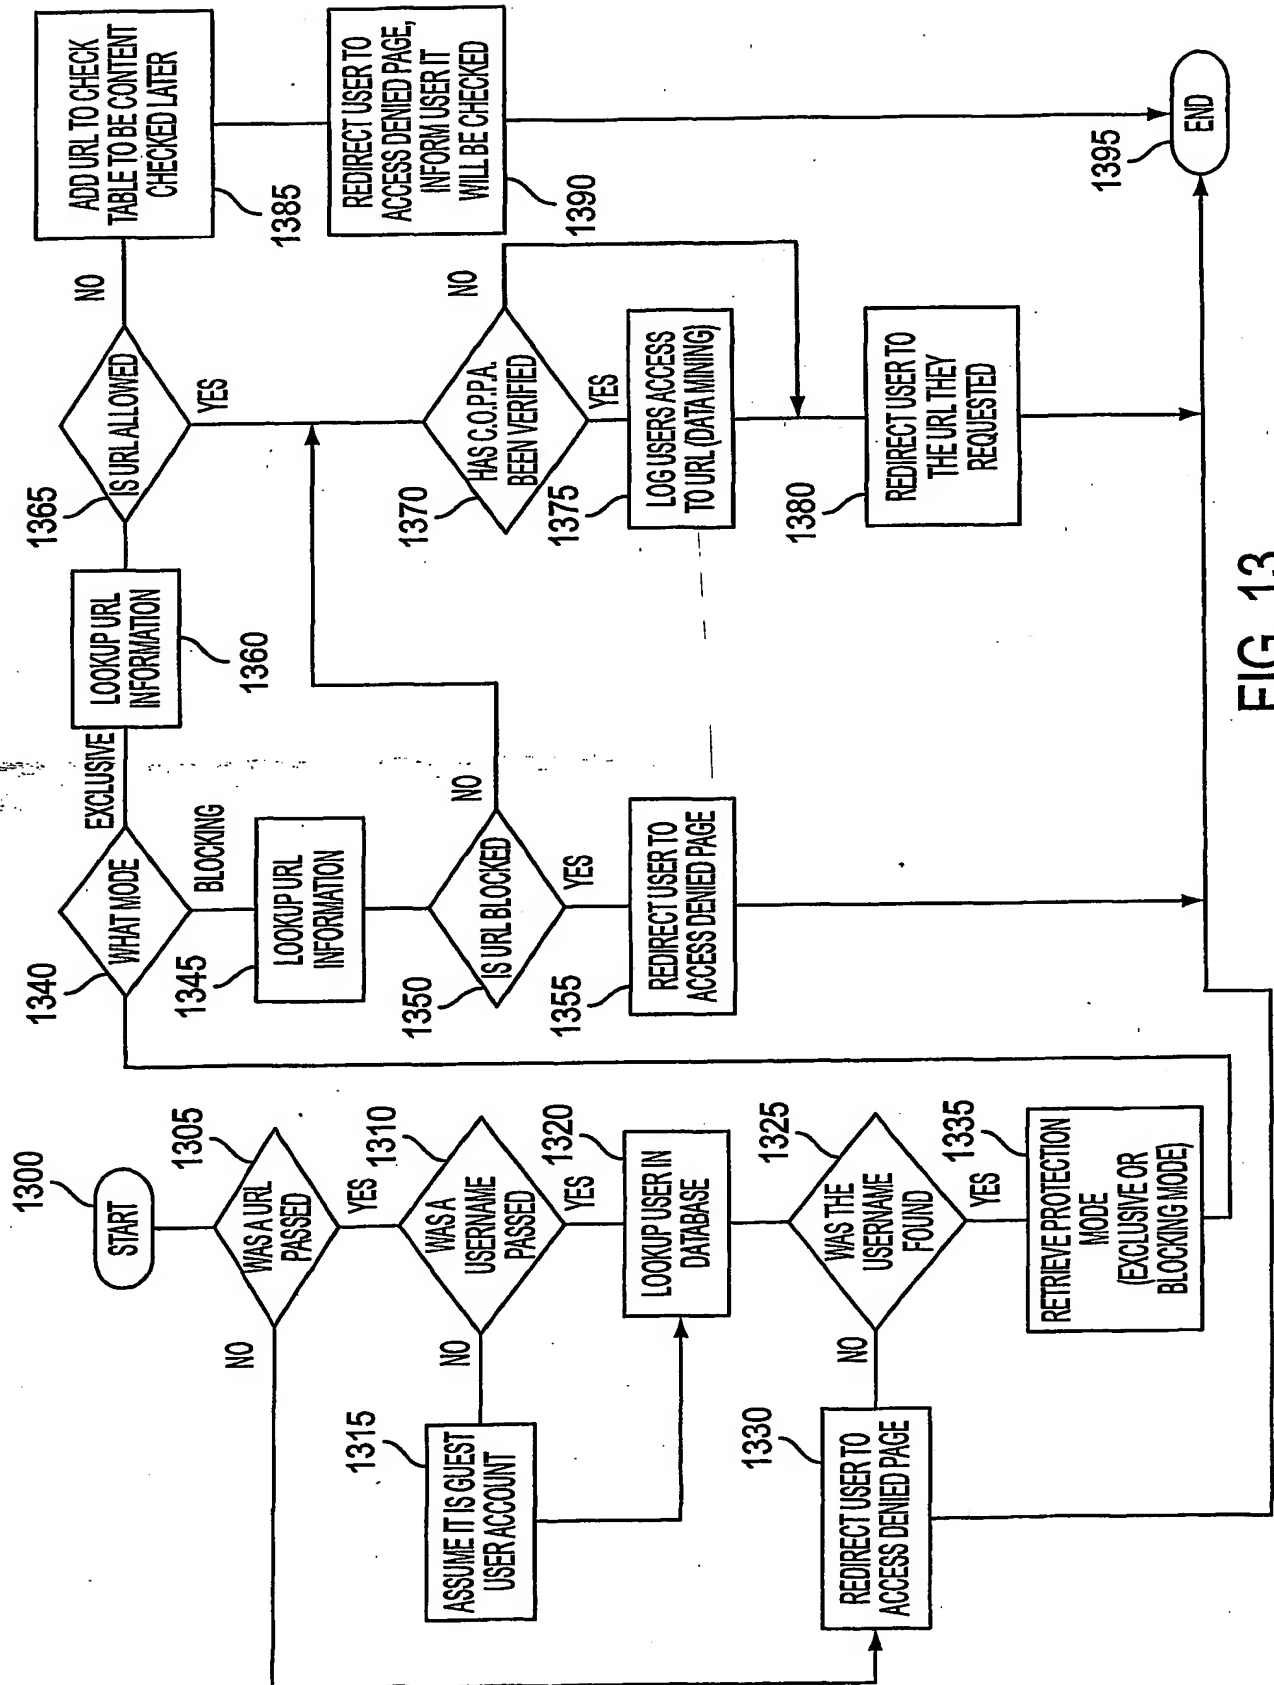 1300
START
1305
WAS A URL
PASSED
NO
YES
1310
WAS A
USERNAME
PASSED
NO
YES
1315
ASSUME IT IS GUEST
USER ACCOUNT
1320
LOOKUP USER IN
DATABASE
1325
WAS THE
USERNAME
FOUND
NO
YES
1330
REDIRECT USER TO
ACCESS DENIED PAGE
1335
RETRIEVE PROTECTION
MODE
(EXCLUSIVE OR
BLOCKING MODE)
1340
WHAT MODE
EXCLUSIVE
BLOCKING
1345
LOOKUP URL
INFORMATION
1350
IS URL BLOCKED
NO
YES
1355
REDIRECT USER TO
ACCESS DENIED PAGE
LOOKUP URL
INFORMATION
1360
1365
IS URL ALLOWED
NO
YES
1370
HAS C.O.P.P.A.
BEEN VERIFIED
NO
YES
1375
LOG USERS ACCESS
TO URL (DATA MINING)
1380
REDIRECT USER TO
THE URL THEY
REQUESTED
ADD URL TO CHECK
TABLE TO BE CONTENT
CHECKED LATER
1385
REDIRECT USER TO
ACCESS DENIED PAGE,
INFORM USER IT
WILL BE CHECKED
1390
1395
END
FIG. 13